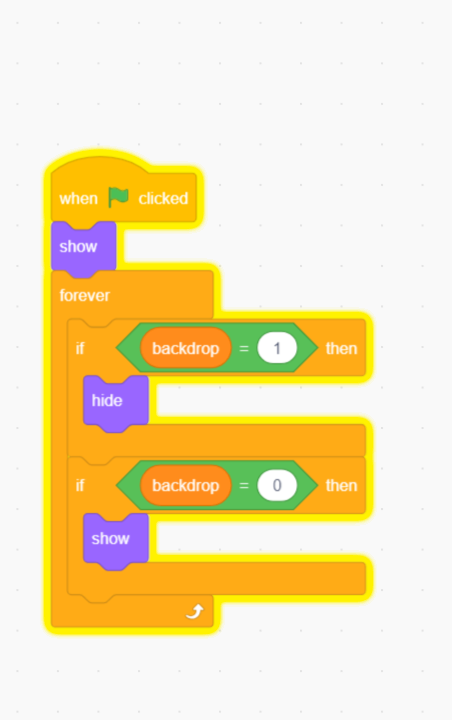 when clicked
show
forever
if backdrop = 1 then
hide
if backdrop = 0 then
show